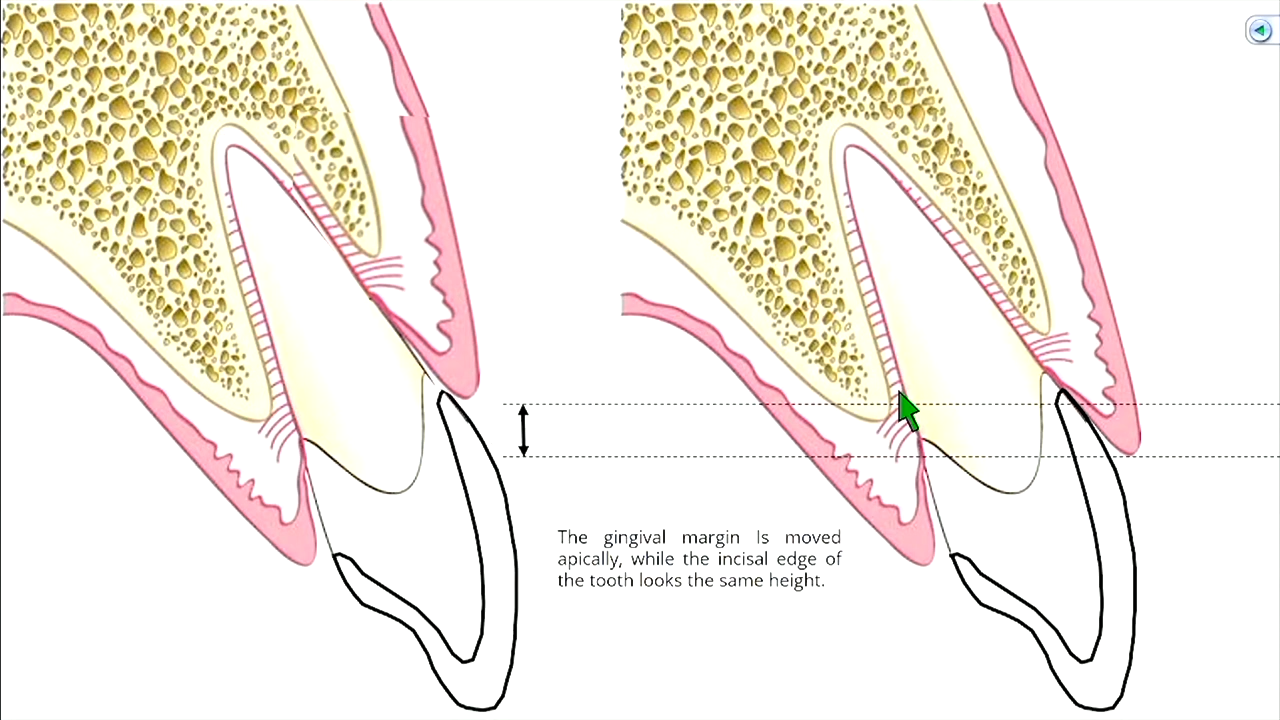 The gingival margin Is moved
apically, while the incisal edge of
the tooth looks the same height.